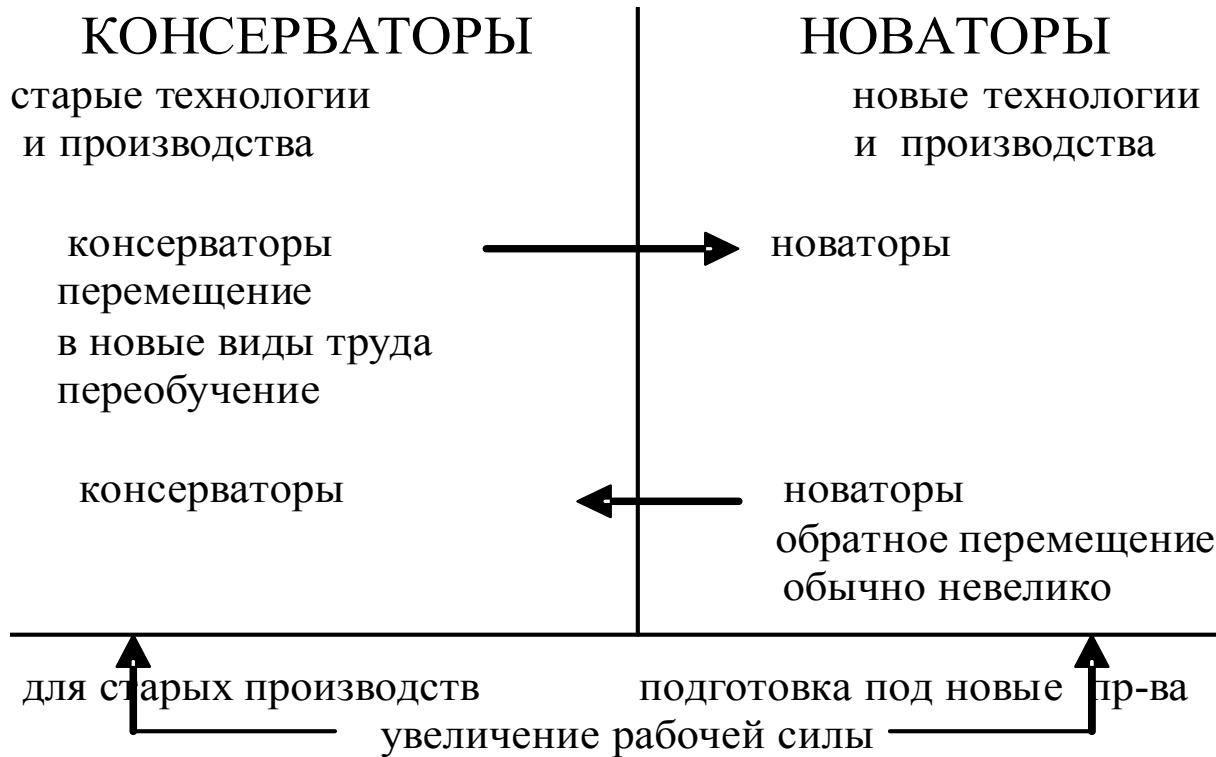 КОНСЕРВАТОРЫ
старые технологии
и производства
консерваторы
перемещение
в новые виды труда
переобучение
консерваторы
НОВАТОРЫ
новые технологии
и производства
новаторы
новаторы
обратное перемещение
обычно невелико
для старых производств
подготовка под новые пр-ва
увеличение рабочей силы